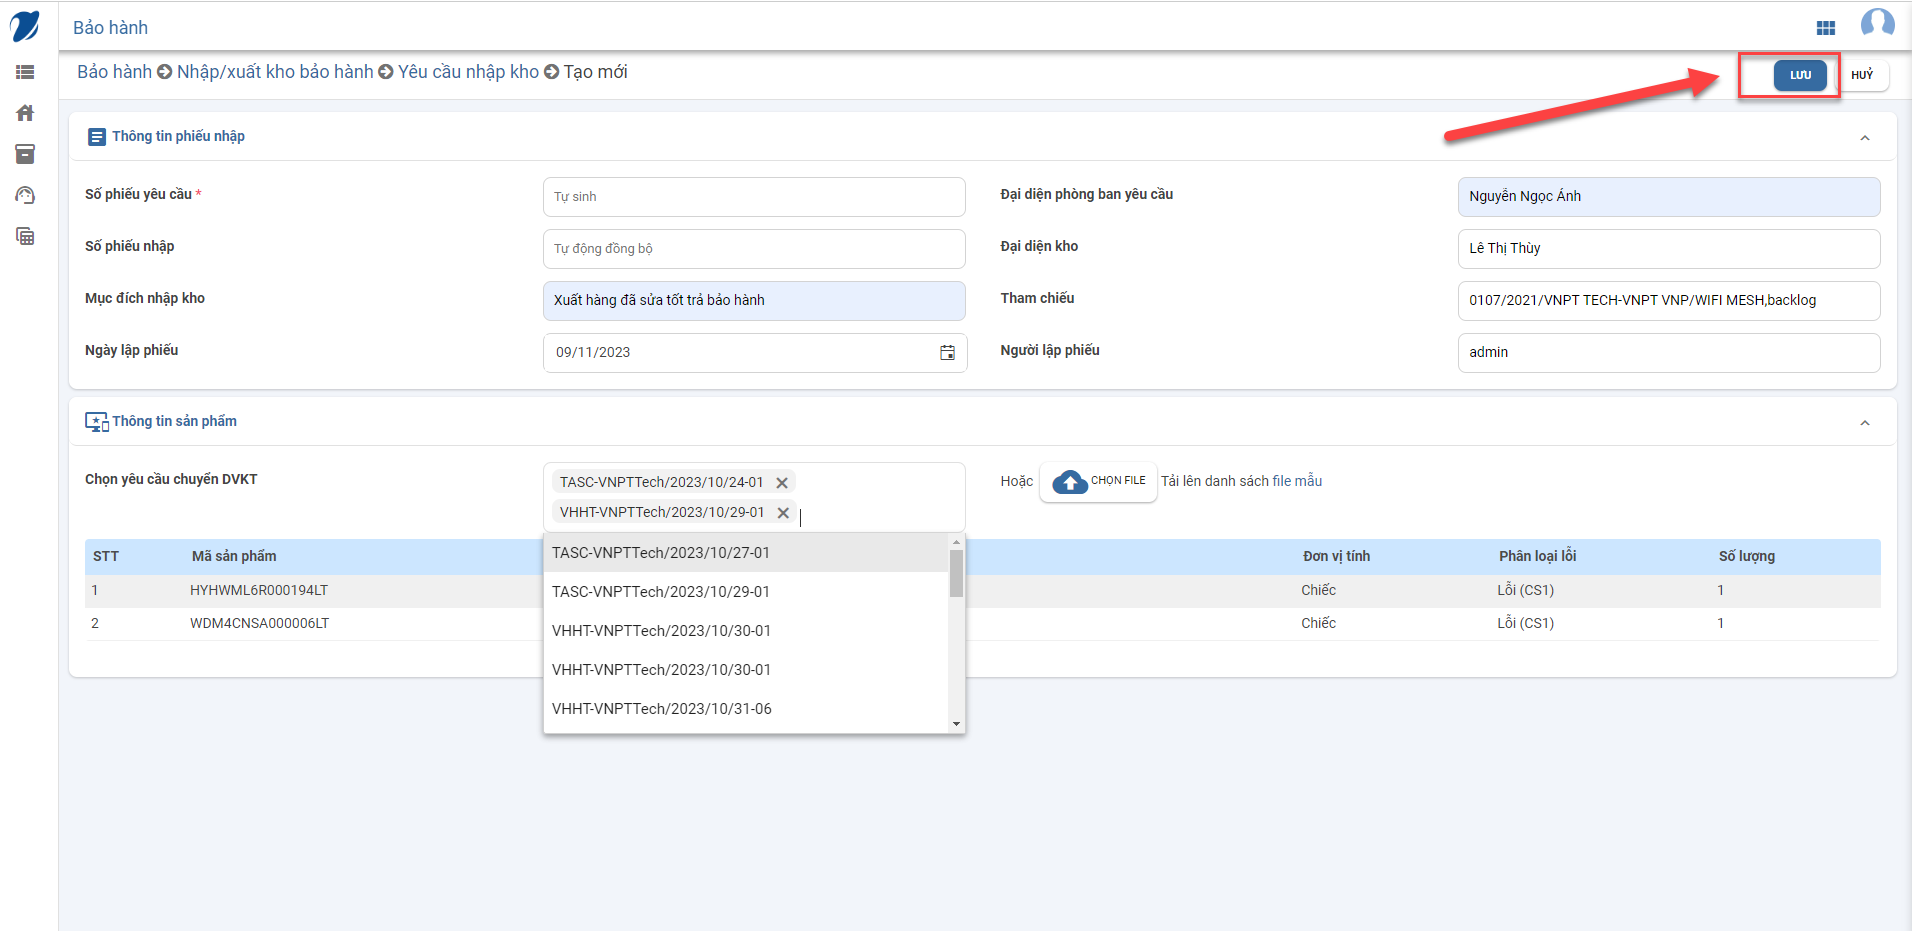 Bảo hành
Bảo hành Nhập/xuất kho bảo hành Yêu cầu nhập kho Tạo mới
LƯU HUỶ
Thông tin phiếu nhập
Số phiếu yêu cầu * Tự sinh Đại diện phòng ban yêu cầu Nguyễn Ngọc Ánh
Số phiếu nhập Tự động đồng bộ Đại diện kho Lê Thị Thùy
Mục đích nhập kho Xuất hàng đã sửa tốt trả bảo hành Tham chiếu 0107/2021/VNPT TECH-VNPT VNP/WIFI MESH,backlog
Ngày lập phiếu 09/11/2023 Người lập phiếu admin
Thông tin sản phẩm
Chọn yêu cầu chuyển DVKT TASC-VNPTTech/2023/10/24-01 Hoặc CHỌN FILE Tải lên danh sách file mẫu
VHHT-VNPTTech/2023/10/29-01
STT Mã sản phẩm Đơn vị tính Phân loại lỗi Số lượng
1 HYHWML6R000194LT Chiếc Lỗi (CS1) 1
2 WDM4CNSA000006LT Chiếc Lỗi (CS1) 1
TASC-VNPTTech/2023/10/27-01
TASC-VNPTTech/2023/10/29-01
VHHT-VNPTTech/2023/10/30-01
VHHT-VNPTTech/2023/10/30-01
VHHT-VNPTTech/2023/10/31-06